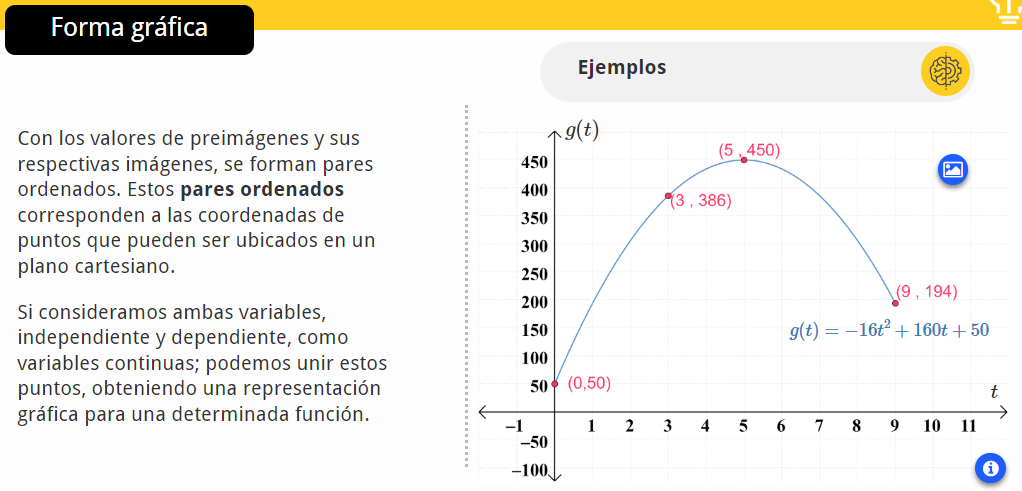 Forma gráfica
Ejemplos
Con los valores de preimágenes y sus
respectivas imágenes, se forman pares
ordenados. Estos pares ordenados
corresponden a las coordenadas de
puntos que pueden ser ubicados en un
plano cartesiano.
Si consideramos ambas variables,
independiente y dependiente, como
variables continuas; podemos unir estos
puntos, obteniendo una representación
gráfica para una determinada función.
g(t)
(5 , 450)
450
400
(3 , 386)
350
300
250
200
(9 , 194)
150
g(t) = −16t² + 160t + 50
100
50
(0,50)
t
−1 1 2 3 4 5 6 7 8 9 10 11
−50
−100